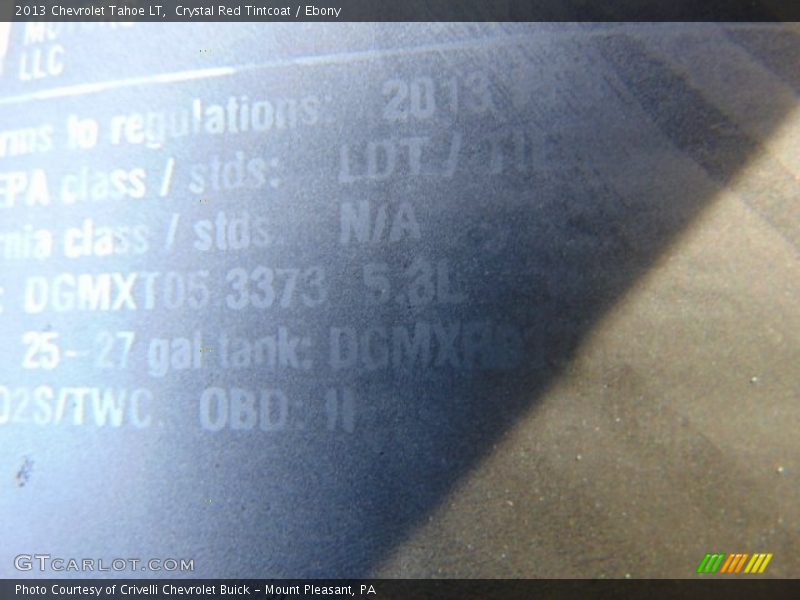 2013 Chevrolet Tahoe LT, Crystal Red Tintcoat / Ebony
LLC
rms to regulations: 2013
EPA class / stds: LDT /
nia class / stds N/A
: DGMXT05.3373 5.3L
25-27 gal tank:
O2S/TWC. OBD: II
GTCARLOT.COM
Photo Courtesy of Crivelli Chevrolet Buick - Mount Pleasant, PA